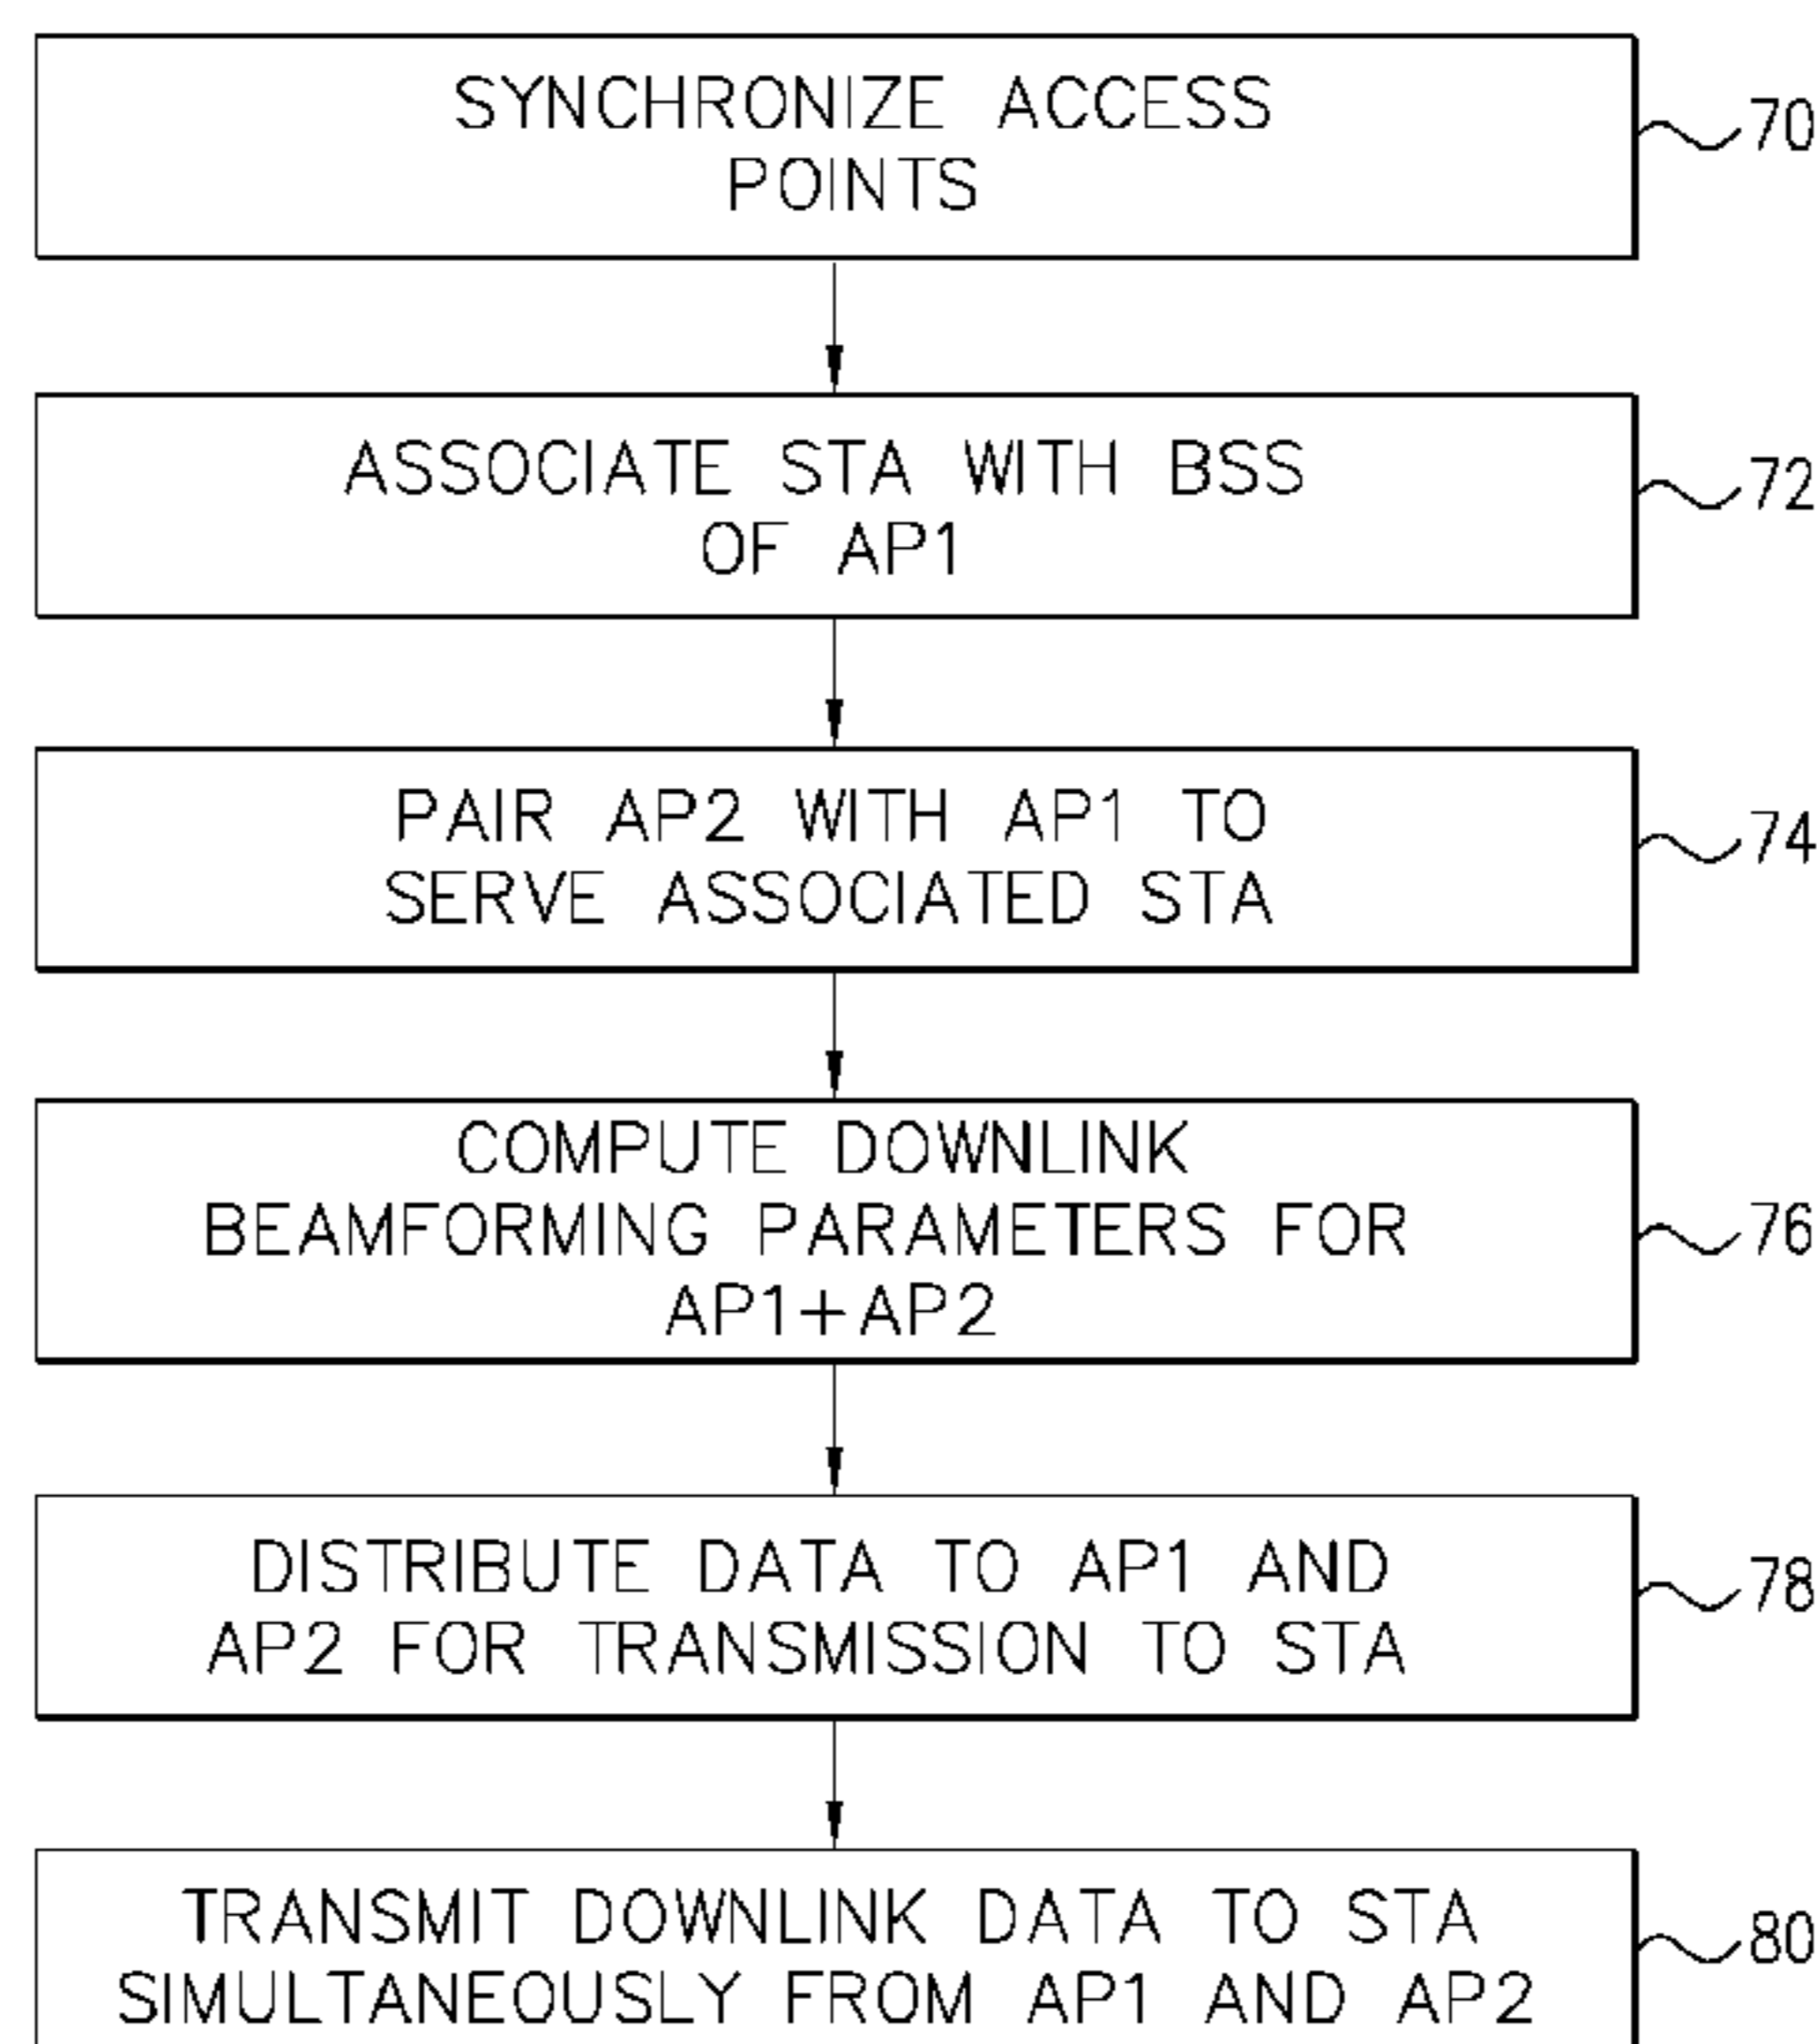 SYNCHRONIZE ACCESS
POINTS
70
ASSOCIATE STA WITH BSS
OF AP1
72
PAIR AP2 WITH AP1 TO
SERVE ASSOCIATED STA
74
COMPUTE DOWNLINK
BEAMFORMING PARAMETERS FOR
AP1+AP2
76
DISTRIBUTE DATA TO AP1 AND
AP2 FOR TRANSMISSION TO STA
78
TRANSMIT DOWNLINK DATA TO STA
SIMULTANEOUSLY FROM AP1 AND AP2
80